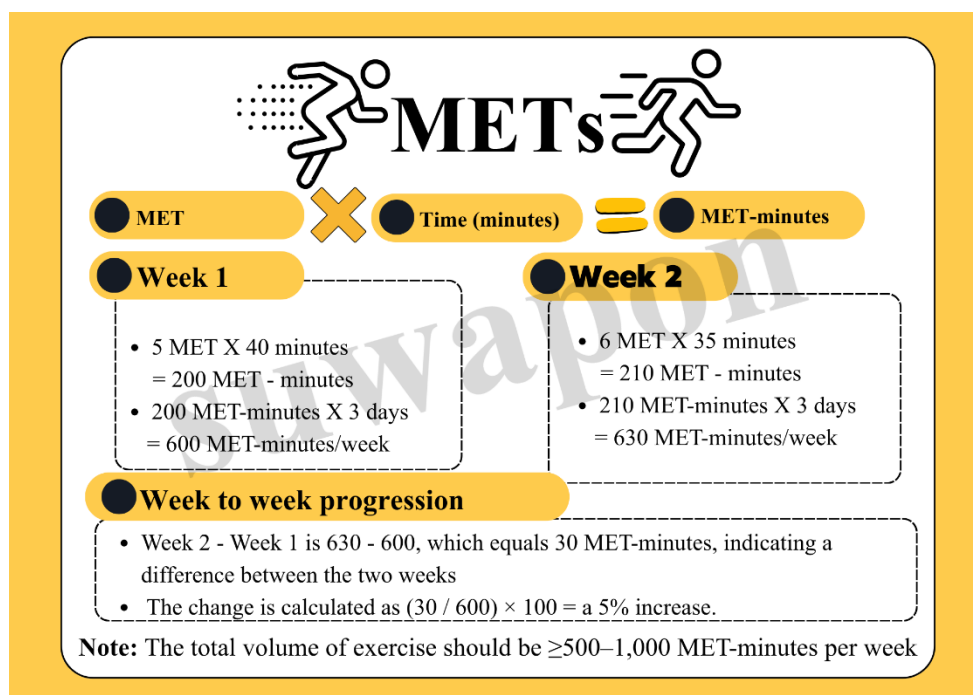 METs
MET
Time (minutes)
MET-minutes
Week 1
• 5 MET X 40 minutes
= 200 MET - minutes
• 200 MET-minutes X 3 days
= 600 MET-minutes/week
Week 2
• 6 MET X 35 minutes
= 210 MET - minutes
• 210 MET-minutes X 3 days
= 630 MET-minutes/week
suwapon
Week to week progression
• Week 2 - Week 1 is 630 - 600, which equals 30 MET-minutes, indicating a
difference between the two weeks
• The change is calculated as (30 / 600) × 100 = a 5% increase.
Note: The total volume of exercise should be ≥500–1,000 MET-minutes per week